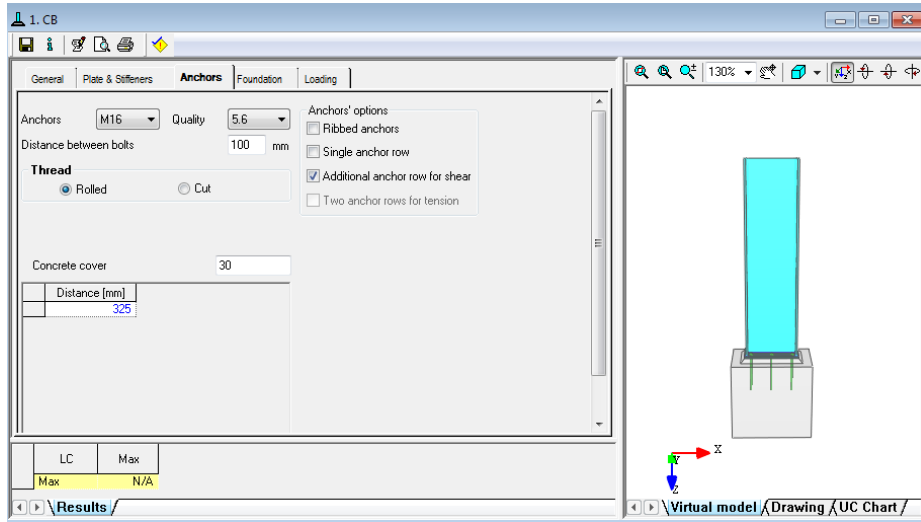 1. CB
General Plate & Stiffeners Anchors Foundation Loading
130%
Anchors M16 Quality 5.6
Distance between bolts 100 mm
Thread
Rolled Cut
Anchors' options
Ribbed anchors
Single anchor row
Additional anchor row for shear
Two anchor rows for tension
Concrete cover 30
Distance [mm]
325
X
Y
Z
LC Max
Max N/A
Results
Virtual model Drawing UC Chart